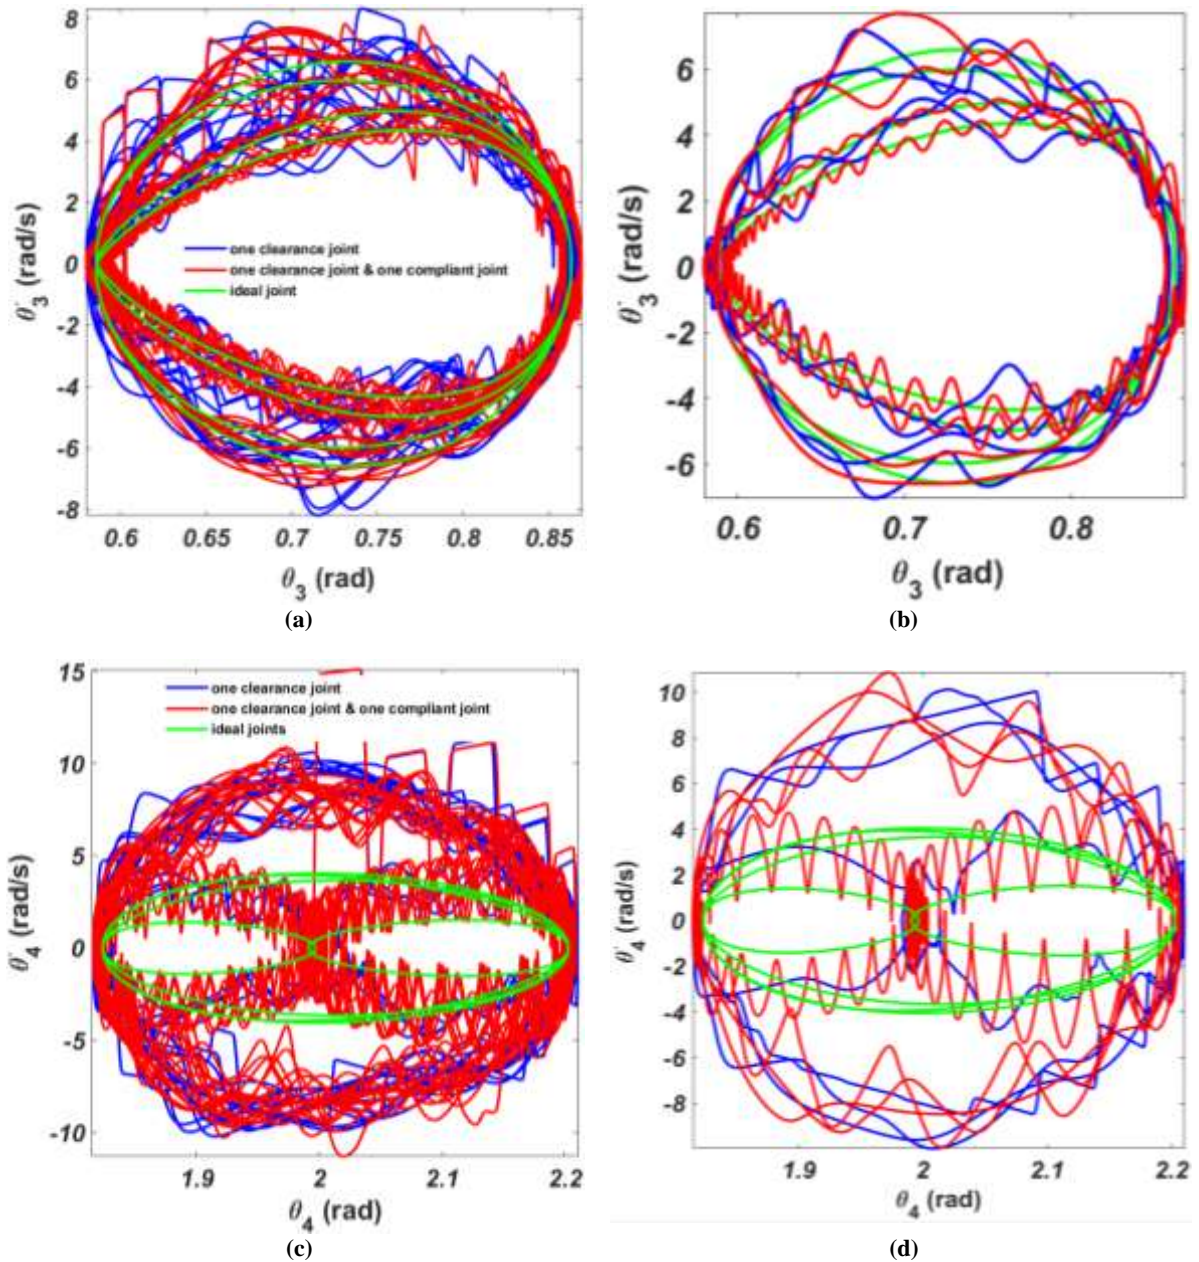 8
6
4
2
0
-2
-4
-6
-8
θ̇3 (rad/s)
one clearance joint
one clearance joint & one compliant joint
ideal joint
0.6 0.65 0.7 0.75 0.8 0.85
θ3 (rad)
(a)
6
4
2
0
-2
-4
-6
θ̇3 (rad/s)
0.6 0.7 0.8
θ3 (rad)
(b)
15
10
5
0
-5
-10
θ̇4 (rad/s)
one clearance joint
one clearance joint & one compliant joint
ideal joints
1.9 2 2.1 2.2
θ4 (rad)
(c)
10
8
6
4
2
0
-2
-4
-6
-8
θ̇4 (rad/s)
1.9 2 2.1 2.2
θ4 (rad)
(d)